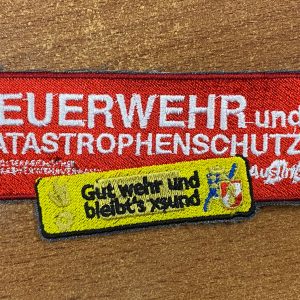 EUERWEHR und
ATASTROPHENSCHUTZ
Gut wehr und
bleibt's xsund